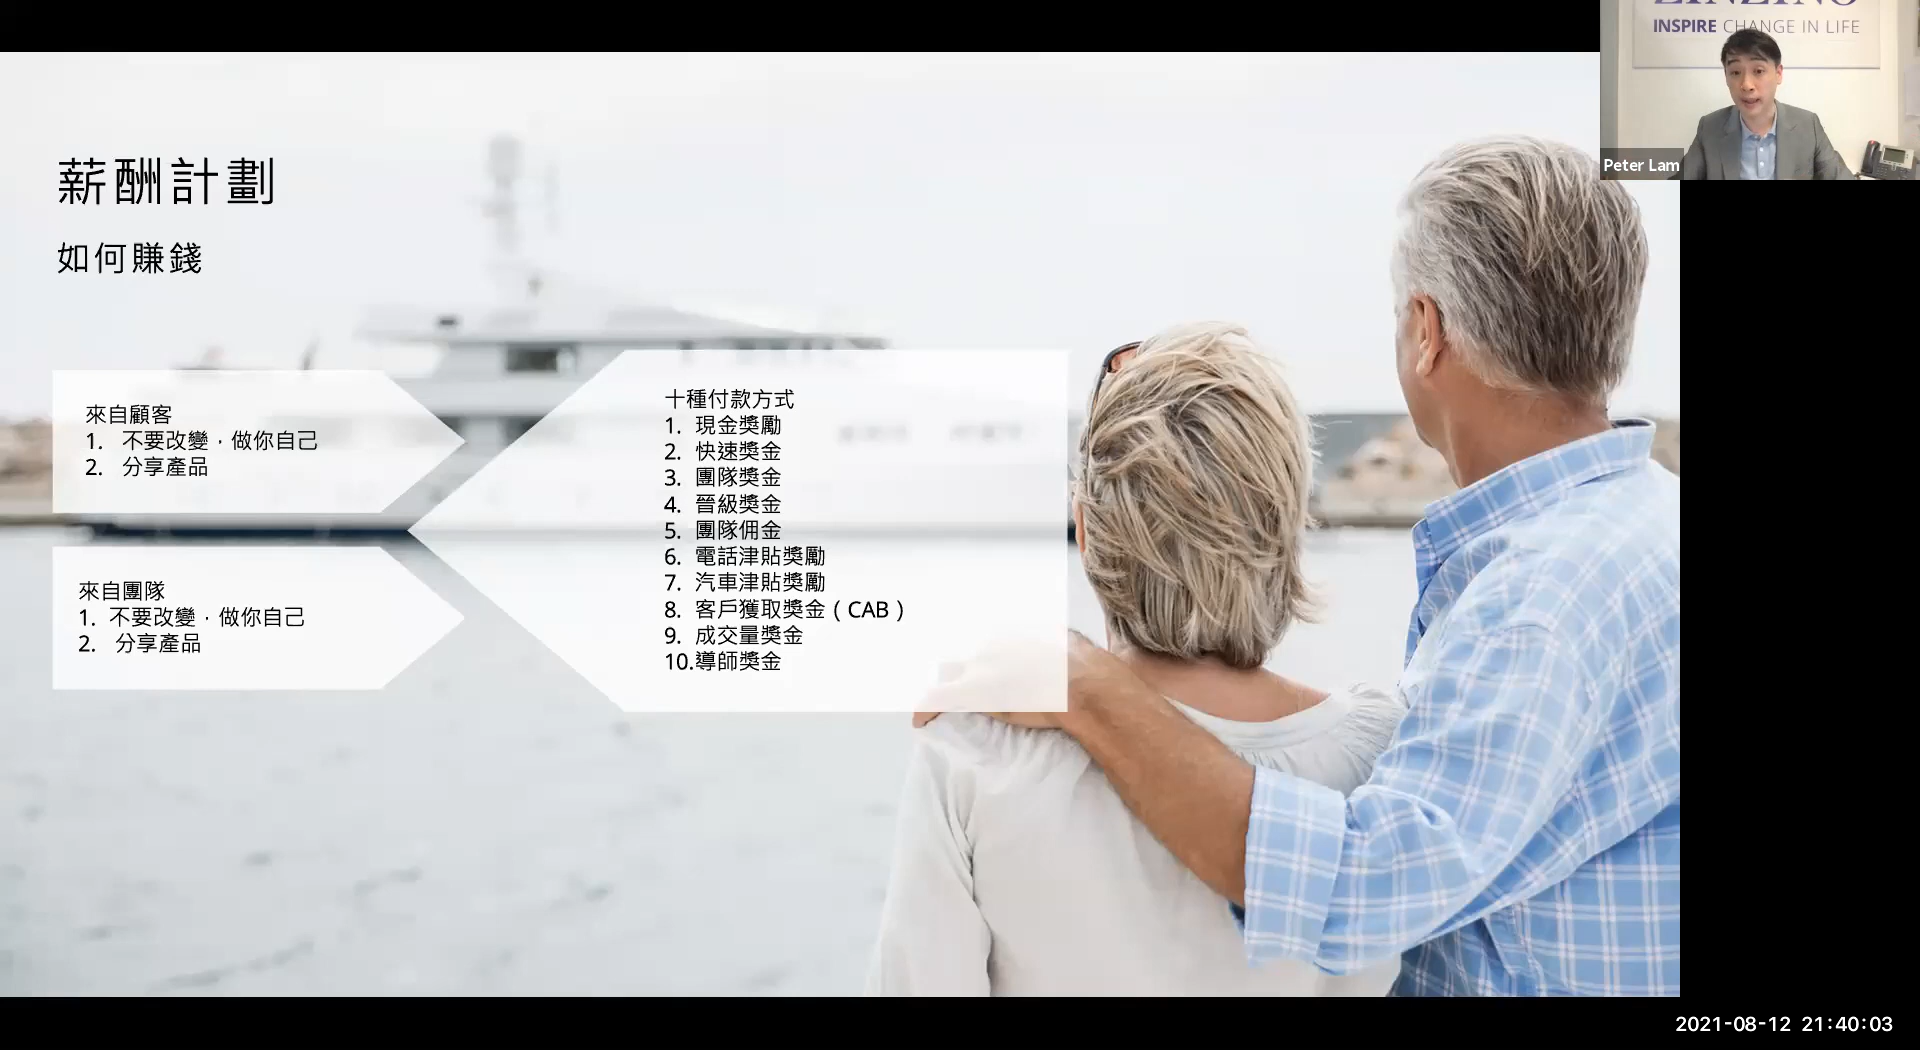 INSPIRE CHANGE IN LIFE
Peter Lam
薪酬計劃
如何賺錢
來自顧客
1. 不要改變，做你自己
2. 分享產品
來自團隊
1. 不要改變，做你自己
2. 分享產品
十種付款方式
1. 現金獎勵
2. 快速獎金
3. 團隊獎金
4. 晉級獎金
5. 團隊佣金
6. 電話津貼獎勵
7. 汽車津貼獎勵
8. 客戶獲取獎金（CAB）
9. 成交量獎金
10.導師獎金
2021-08-12 21:40:03